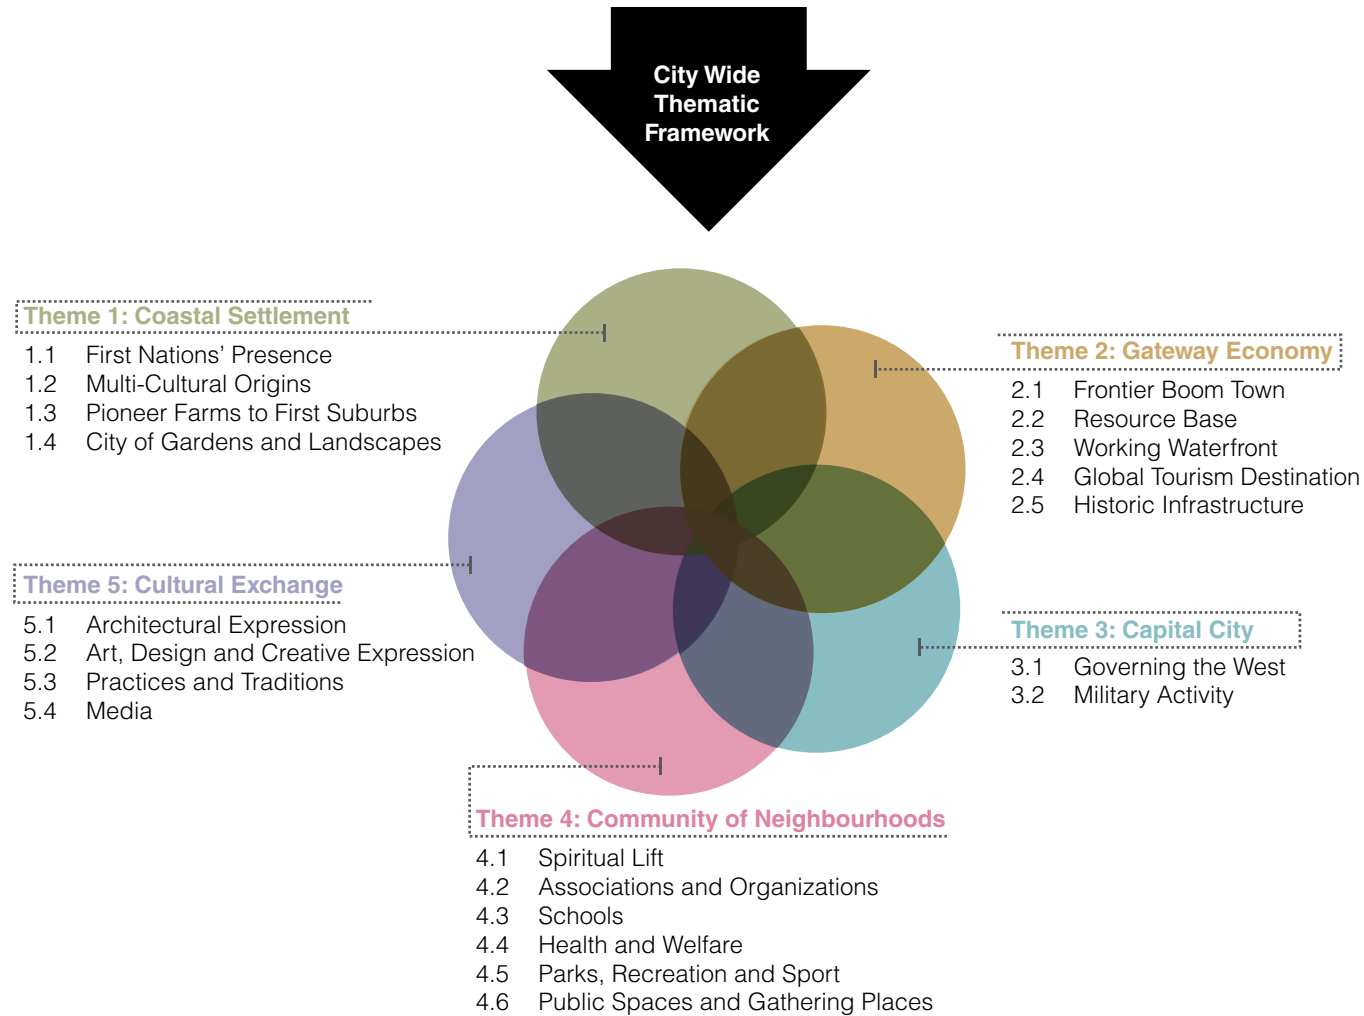 City Wide
Thematic
Framework
Theme 1: Coastal Settlement
1.1 First Nations’ Presence
1.2 Multi-Cultural Origins
1.3 Pioneer Farms to First Suburbs
1.4 City of Gardens and Landscapes
Theme 2: Gateway Economy
2.1 Frontier Boom Town
2.2 Resource Base
2.3 Working Waterfront
2.4 Global Tourism Destination
2.5 Historic Infrastructure
Theme 3: Capital City
3.1 Governing the West
3.2 Military Activity
Theme 4: Community of Neighbourhoods
4.1 Spiritual Lift
4.2 Associations and Organizations
4.3 Schools
4.4 Health and Welfare
4.5 Parks, Recreation and Sport
4.6 Public Spaces and Gathering Places
Theme 5: Cultural Exchange
5.1 Architectural Expression
5.2 Art, Design and Creative Expression
5.3 Practices and Traditions
5.4 Media